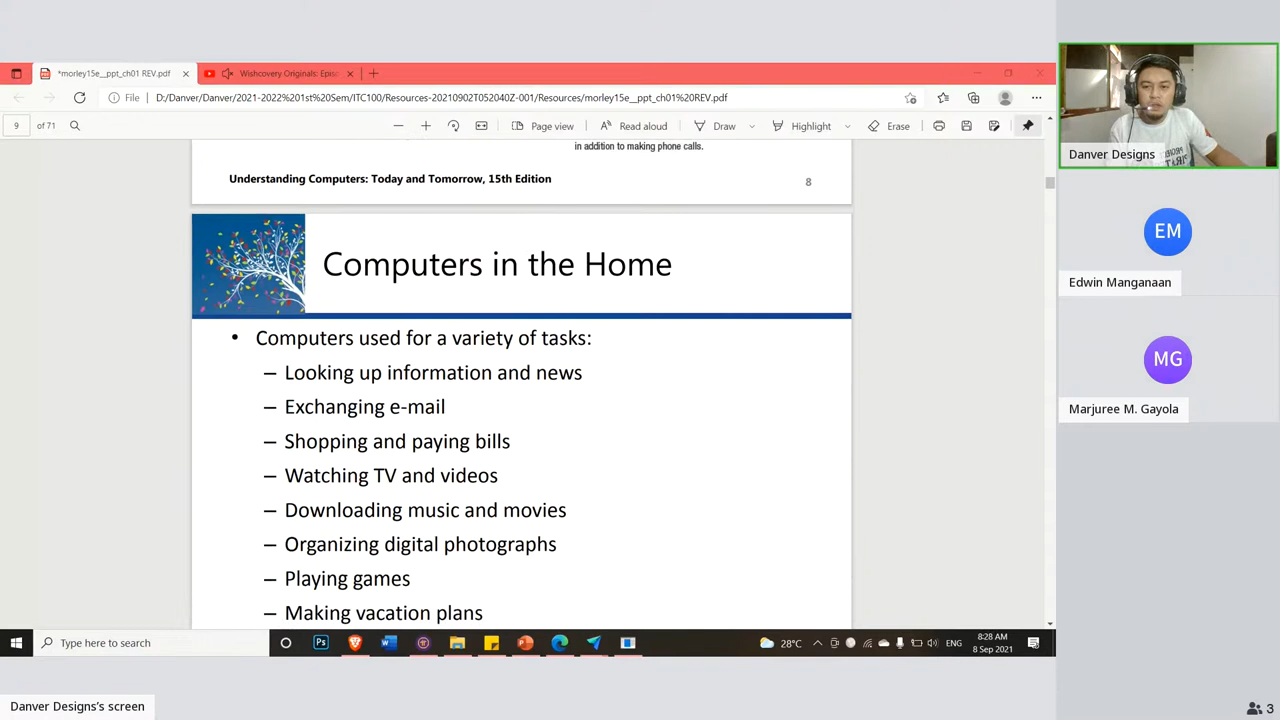 *morley15e__ppt_ch01 REV.pdf
Wishcovery Originals: Epis
File
D:/Danver/Danver/2021-2022%201st%20Sem/ITC100/Resources-20210902T052040Z-001/Resources/morley15e__ppt_ch01%20REV.pdf
9 of 71
Page view
Read aloud
Draw
Highlight
Erase
in addition to making phone calls.
Understanding Computers: Today and Tomorrow, 15th Edition
8
Computers in the Home
• Computers used for a variety of tasks:
– Looking up information and news
– Exchanging e-mail
– Shopping and paying bills
– Watching TV and videos
– Downloading music and movies
– Organizing digital photographs
– Playing games
– Making vacation plans
Type here to search
Ps
28°C
ENG
8:28 AM
8 Sep 2021
Danver Designs's screen
Danver Designs
EM
Edwin Manganaan
MG
Marjuree M. Gayola
3